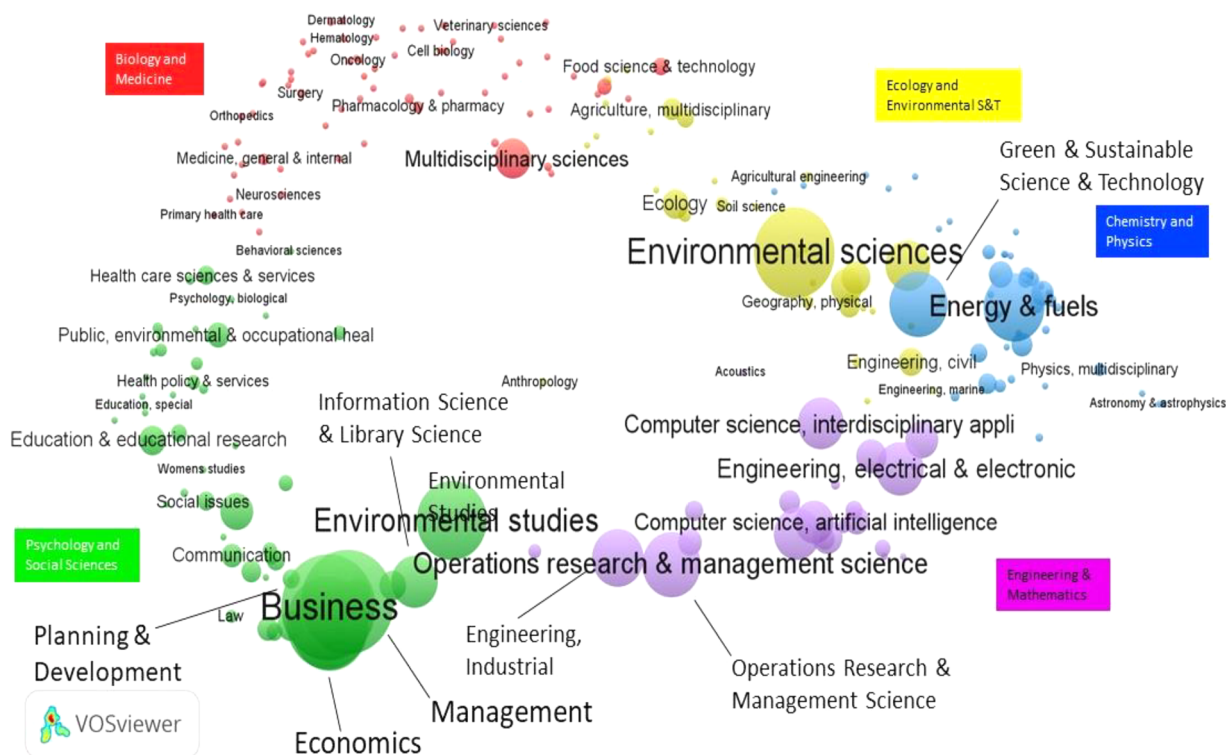 Dermatology
Veterinary sciences
Hematology
Cell biology
Biology and
Medicine
Oncology
Food science & technology
Ecology and
Environmental S&T
Surgery
Pharmacology & pharmacy
Agriculture, multidisciplinary
Orthopedics
Green & Sustainable
Science & Technology
Medicine, general & internal
Multidisciplinary sciences
Agricultural engineering
Neurosciences
Ecology
Soil science
Primary health care
Chemistry and
Physics
Behavioral sciences
Environmental sciences
Health care sciences & services
Psychology, biological
Geography, physical
Energy & fuels
Public, environmental & occupational heal
Engineering, civil
Physics, multidisciplinary
Health policy & services
Anthropology
Acoustics
Engineering, marine
Education, special
Information Science
& Library Science
Astronomy & astrophysics
Computer science, interdisciplinary appli
Education & educational research
Womens studies
Engineering, electrical & electronic
Environmental
Studies
Social issues
Environmental studies
Computer science, artificial intelligence
Psychology and
Social Sciences
Communication
Operations research & management science
Engineering &
Mathematics
Business
Law
Planning &
Development
Engineering,
Industrial
Operations Research &
Management Science
Management
VOSviewer
Economics